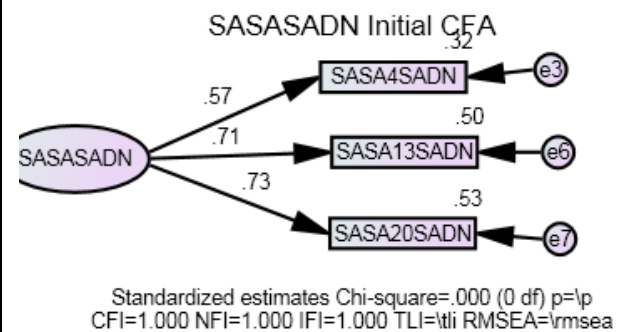 SASASADN Initial CFA
.32
SASA4SADN
e3
.57
.50
.71
SASASADN
SASA13SADN
e6
.73
.53
SASA20SADN
e7
Standardized estimates Chi-square=.000 (0 df) p=\p
CFI=1.000 NFI=1.000 IFI=1.000 TLI=\tli RMSEA=\rmsea